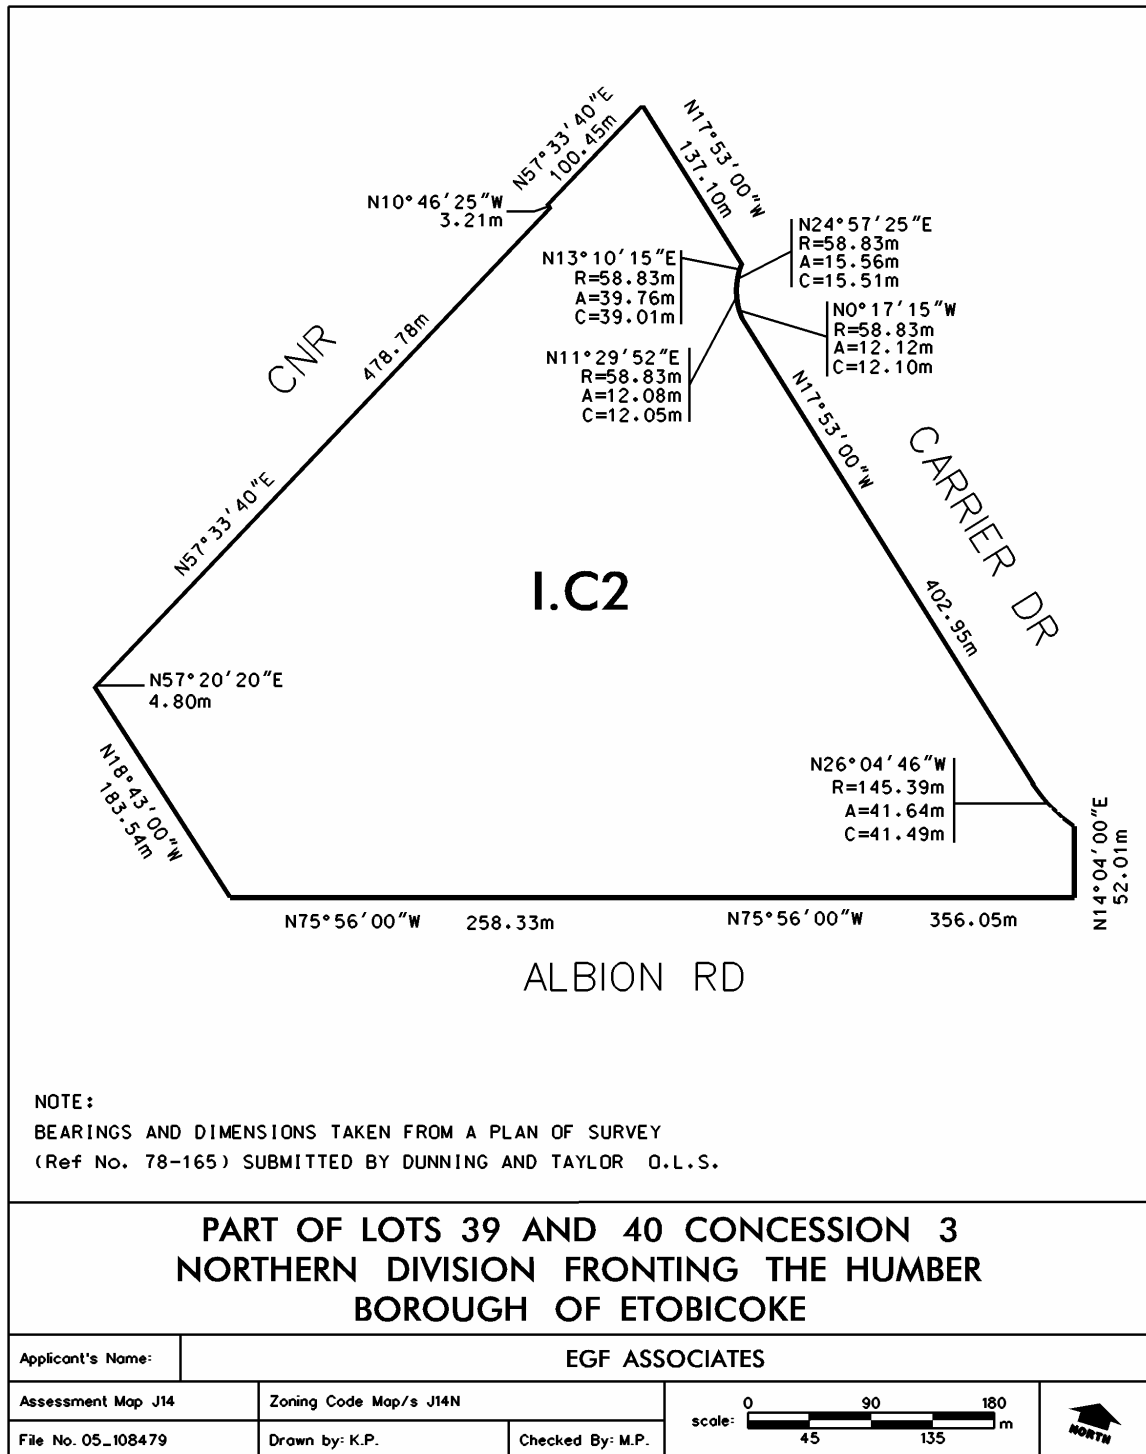 N57°33'40"E
100.45m
N17°53'00"W
137.10m
N10°46'25"W
3.21m
N24°57'25"E
R=58.83m
A=15.56m
C=15.51m
N13°10'15"E
R=58.83m
A=39.76m
C=39.01m
N0°17'15"W
R=58.83m
A=12.12m
C=12.10m
N11°29'52"E
R=58.83m
A=12.08m
C=12.05m
CNR
478.78m
N57°33'40"E
N17°53'00"W
402.95m
CARRIER DR
I.C2
N57°20'20"E
4.80m
N18°43'00"W
183.54m
N26°04'46"W
R=145.39m
A=41.64m
C=41.49m
N14°04'00"E
52.01m
N75°56'00"W 258.33m N75°56'00"W 356.05m
ALBION RD
NOTE:
BEARINGS AND DIMENSIONS TAKEN FROM A PLAN OF SURVEY
(Ref No. 78-165) SUBMITTED BY DUNNING AND TAYLOR O.L.S.
PART OF LOTS 39 AND 40 CONCESSION 3
NORTHERN DIVISION FRONTING THE HUMBER
BOROUGH OF ETOBICOKE
Applicant's Name: EGF ASSOCIATES
Assessment Map J14 Zoning Code Map/s J14N
File No. 05_108479 Drawn by: K.P. Checked By: M.P.
0 90 180
scale: m
45 135
NORTH